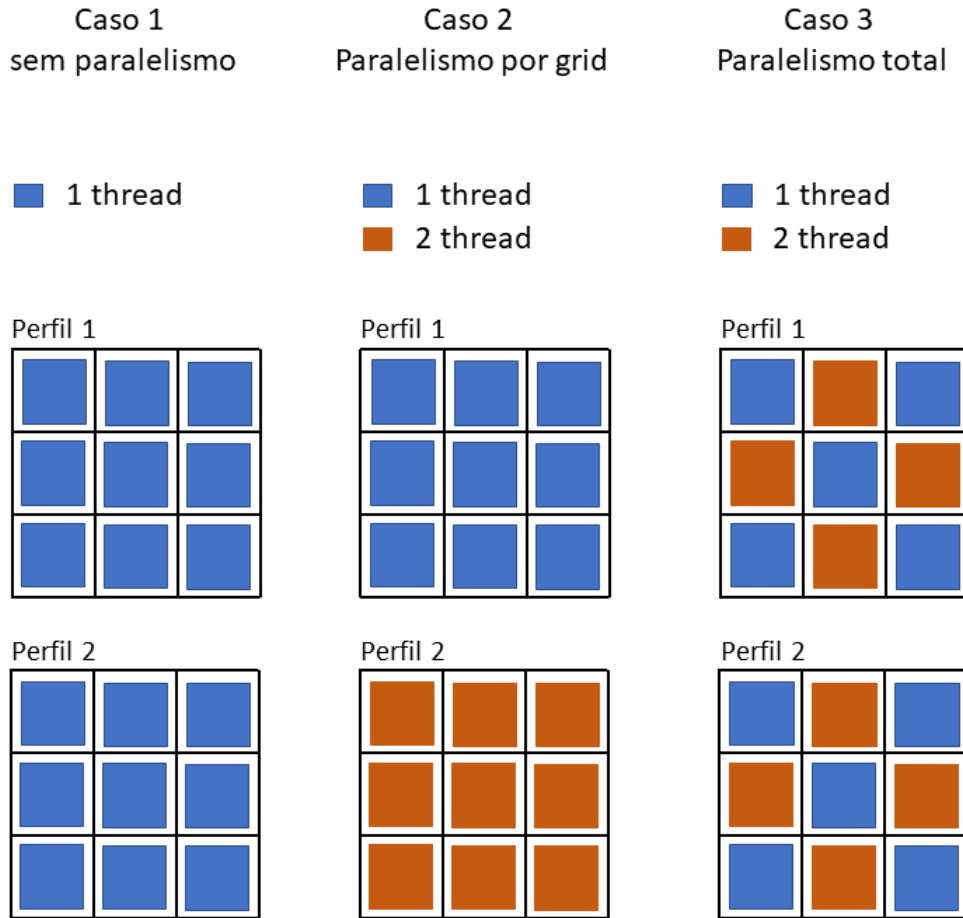 Caso 1
sem paralelismo
Caso 2
Paralelismo por grid
Caso 3
Paralelismo total
1 thread
1 thread
2 thread
1 thread
2 thread
Perfil 1
Perfil 1
Perfil 1
Perfil 2
Perfil 2
Perfil 2